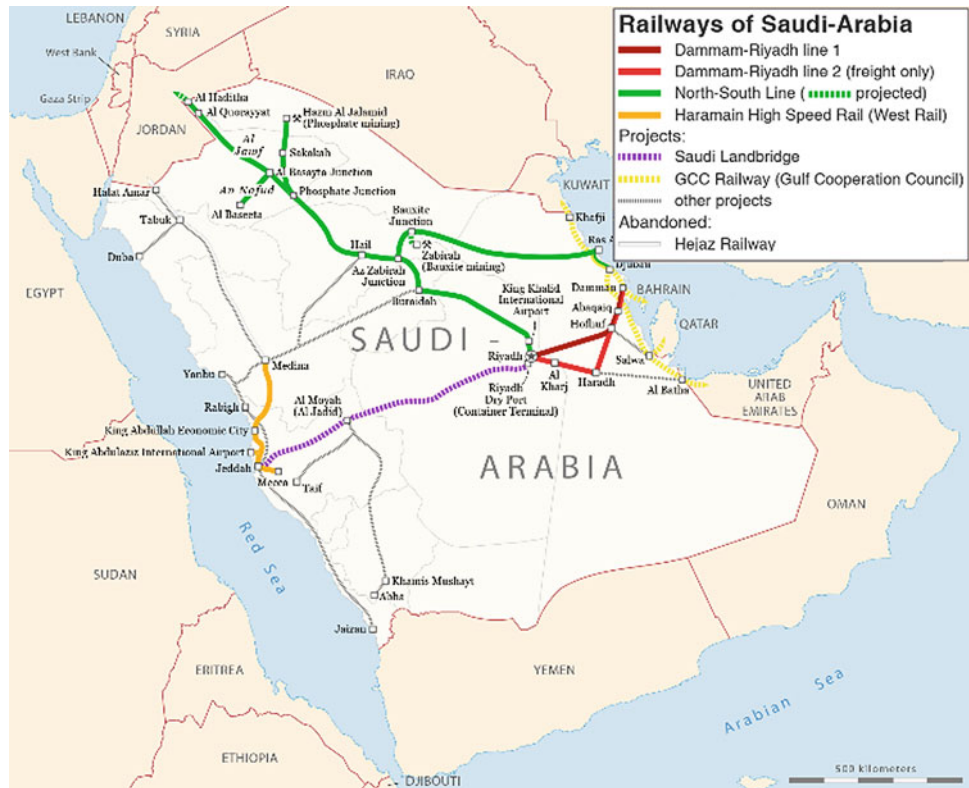 Railways of Saudi-Arabia
Dammam-Riyadh line 1
Dammam-Riyadh line 2 (freight only)
North-South Line ( projected)
Haramain High Speed Rail (West Rail)
Projects:
Saudi Landbridge
GCC Railway (Gulf Cooperation Council)
other projects
Abandoned:
Hejaz Railway
LEBANON
SYRIA
West Bank
IRAQ
Gaza Strip
Al Haditha
Al Quorayyat
Hazm Al Jalamid
(Phosphate mining)
JORDAN
Al
Jawf
Sakakah
Al Basayta Junction
KUWAIT
Halat Amar
An Nafud
Phosphate Junction
Al Baseeta
Bauxite
Junction
Khafji
Tabuk
Hail
Zabirah
(Bauxite mining)
Ras A
Duba
Az Zabirah
Junction
Djubail
King Khalid
International
Airport
Dammam
BAHRAIN
EGYPT
Buraidah
Abaqaiq
Hofhuf
QATAR
SAUDI -
Riyadh
Salwa
Medina
Al
Kharj
Haradh
Al Batha
Yanbu
Riyadh
Dry Port
(Container Terminal)
UNITED
ARAB
EMIRATES
Al Moyah
(Al Jadid)
Rabigh
King Abdullah Economic City
King Abdulaziz International Airport
ARABIA
Jeddah
Mecca
Taif
OMAN
Red Sea
SUDAN
Khamis Mushayt
Abha
Jaizan
ERITREA
YEMEN
Arabian Sea
ETHIOPIA
DJIBOUTI
500 kilometers